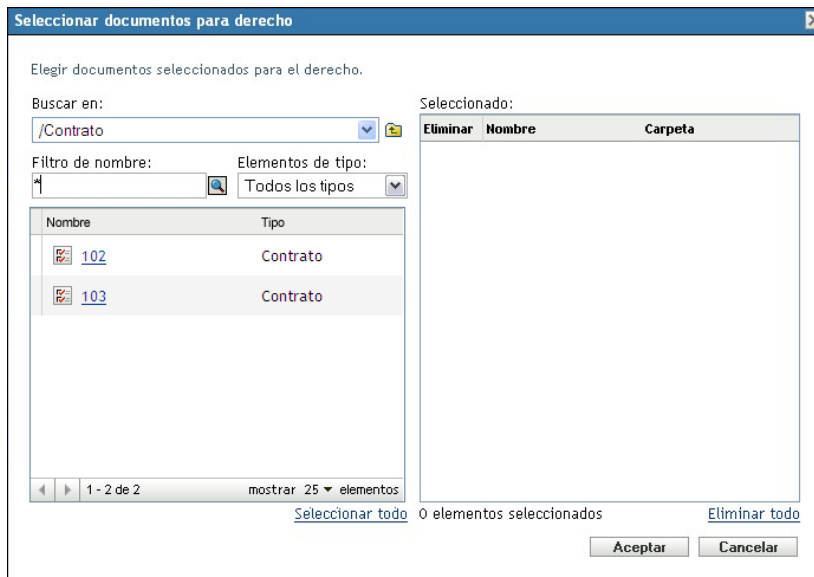 Seleccionar documentos para derecho
Elegir documentos seleccionados para el derecho.
Buscar en:
/Contrato
Filtro de nombre:
Elementos de tipo:
*
Todos los tipos
Nombre
Tipo
102
Contrato
103
Contrato
1 - 2 de 2
mostrar 25 elementos
Seleccionar todo
Seleccionado:
Eliminar
Nombre
Carpeta
0 elementos seleccionados
Eliminar todo
Aceptar
Cancelar